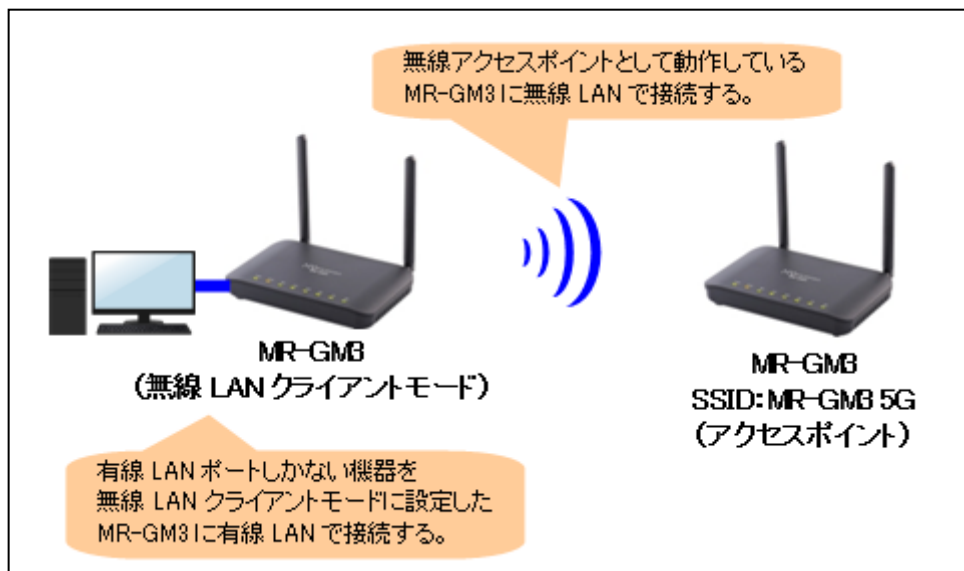 無線アクセスポイントとして動作している
MR-GM3に無線 LAN で接続する。
MR-GM3
(無線 LAN クライアントモード)
MR-GM3
SSID:MR-GM3 5G
(アクセスポイント)
有線 LAN ポートしかない機器を
無線 LAN クライアントモードに設定した
MR-GM3に有線 LAN で接続する。